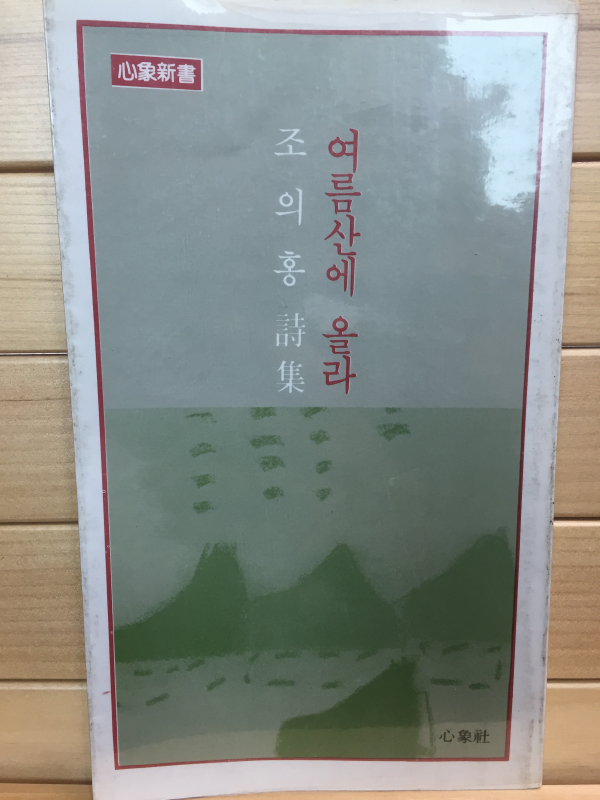 心象新書
여름산에 올라
조의홍 詩集
心象社